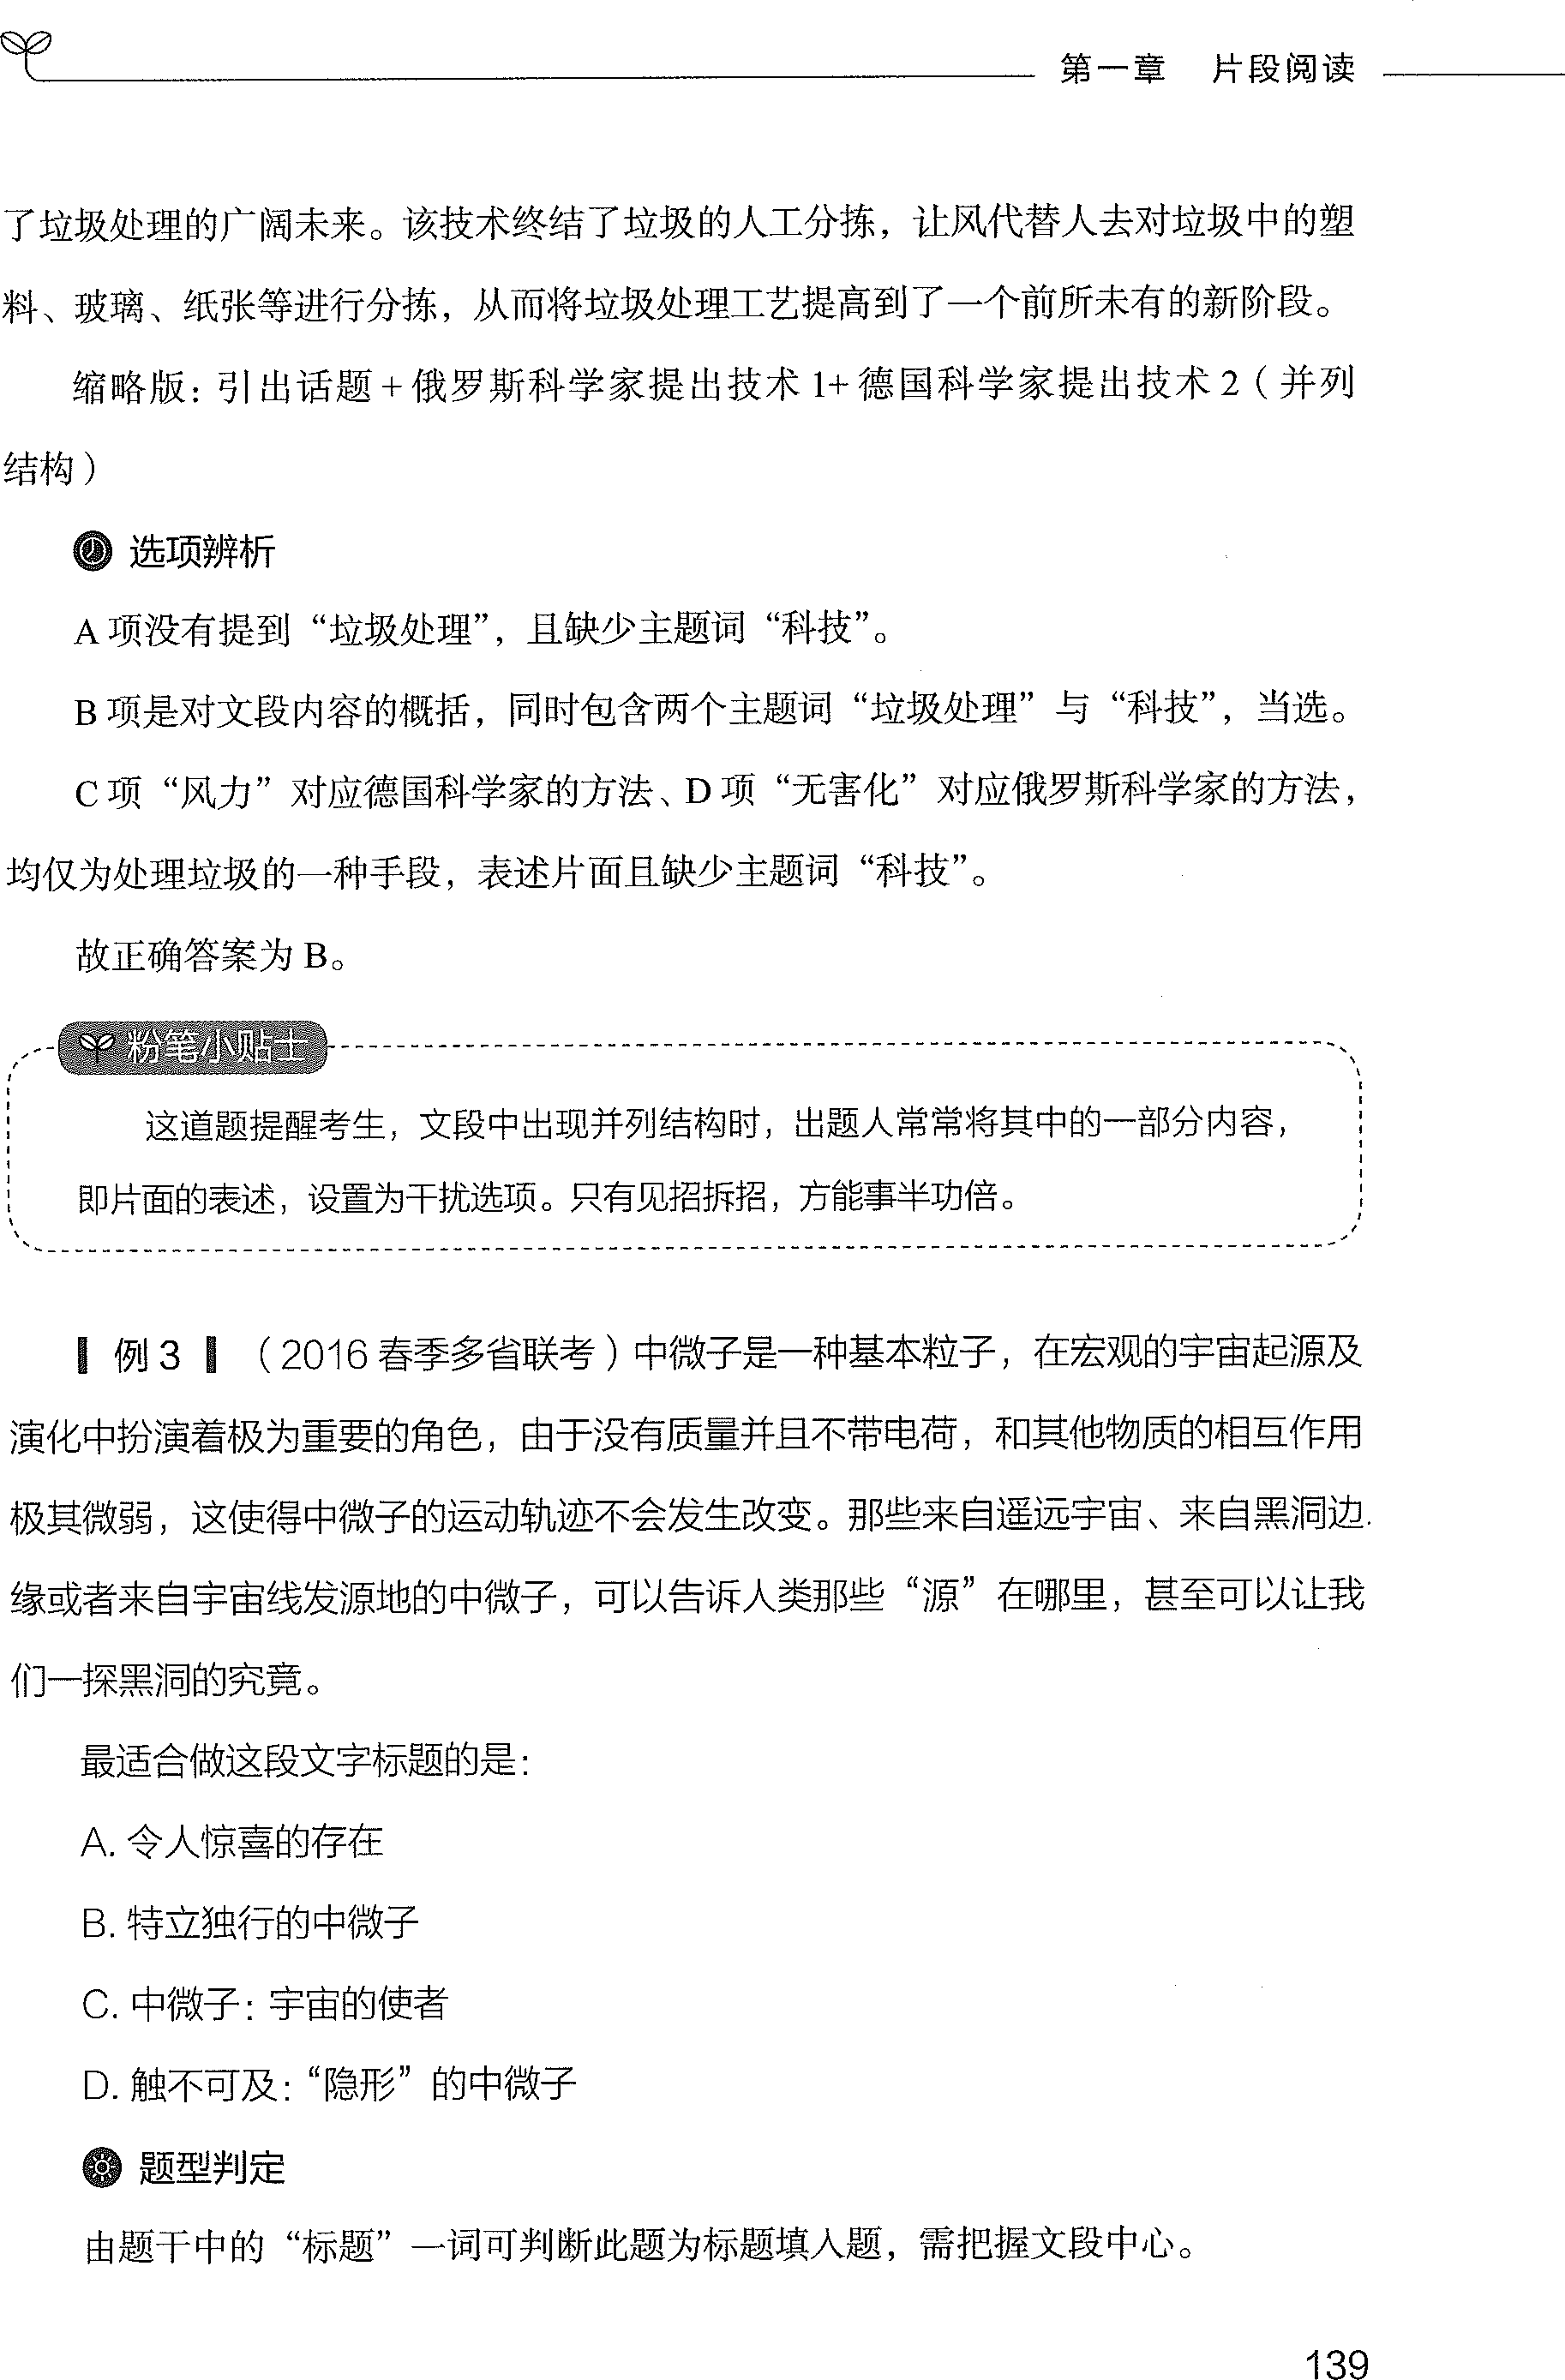 第一章 片段阅读
了垃圾处理的广阔未来。该技术终结了垃圾的人工分拣，让风代替人去对垃圾中的塑
料、玻璃、纸张等进行分拣，从而将垃圾处理工艺提高到了一个前所未有的新阶段。
缩略版：引出话题＋俄罗斯科学家提出技术1+德国科学家提出技术2（并列
结构）
选项辨析
A项没有提到“垃圾处理”，且缺少主题词“科技”。
B项是对文段内容的概括，同时包含两个主题词“垃圾处理”与“科技”，当选。
C项“风力”对应德国科学家的方法、D项“无害化”对应俄罗斯科学家的方法，
均仅为处理垃圾的一种手段，表述片面且缺少主题词“科技”。
故正确答案为B。
粉笔小贴士
这道题提醒考生，文段中出现并列结构时，出题人常常将其中的一部分内容，
即片面的表述，设置为干扰选项。只有见招拆招，方能事半功倍。
例3 （2016春季多省联考）中微子是一种基本粒子，在宏观的宇宙起源及
演化中扮演着极为重要的角色，由于没有质量并且不带电荷，和其他物质的相互作用
极其微弱，这使得中微子的运动轨迹不会发生改变。那些来自遥远宇宙、来自黑洞边
缘或者来自宇宙线发源地的中微子，可以告诉人类那些“源”在哪里，甚至可以让我
们一探黑洞的究竟。
最适合做这段文字标题的是：
A. 令人惊喜的存在
B. 特立独行的中微子
C. 中微子：宇宙的使者
D. 触不可及：“隐形”的中微子
题型判定
由题干中的“标题”一词可判断此题为标题填入题，需把握文段中心。
139